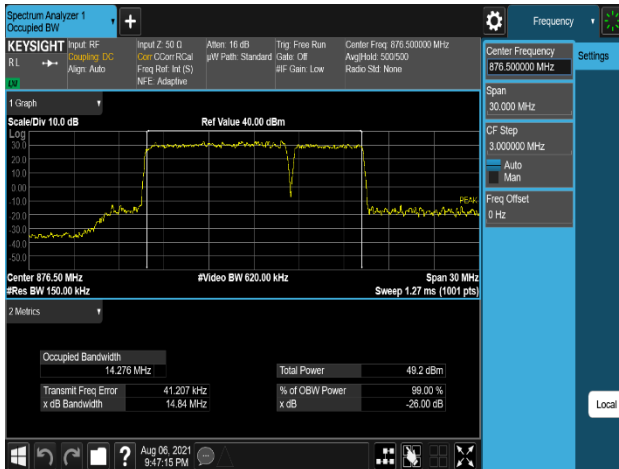 Spectrum Analyzer 1
Occupied BW
Frequency
KEYSIGHT
R L
Input: RF
Coupling: DC
Align: Auto
Input Z: 50 Ω
Corr CCorr RCal
Freq Ref: Int (S)
NFE: Adaptive
Atten: 16 dB
µW Path: Standard
Trig: Free Run
Gate: Off
#IF Gain: Low
Center Freq: 876.500000 MHz
Avg|Hold: 500/500
Radio Std: None
Center Frequency
876.500000 MHz
Settings
Span
30.000 MHz
CF Step
3.000000 MHz
Auto
Man
Freq Offset
0 Hz
Local
1 Graph
Scale/Div 10.0 dB
Ref Value 40.00 dBm
Log
30.0
20.0
10.0
0.00
-10.0
-20.0
-30.0
-40.0
-50.0
PEAK
Center 876.50 MHz
#Video BW 620.00 kHz
Span 30 MHz
#Res BW 150.00 kHz
Sweep 1.27 ms (1001 pts)
2 Metrics
Occupied Bandwidth
14.276 MHz
Total Power 49.2 dBm
Transmit Freq Error 41.207 kHz
% of OBW Power 99.00 %
x dB Bandwidth 14.84 MHz
x dB -26.00 dB
Aug 06, 2021
9:47:15 PM